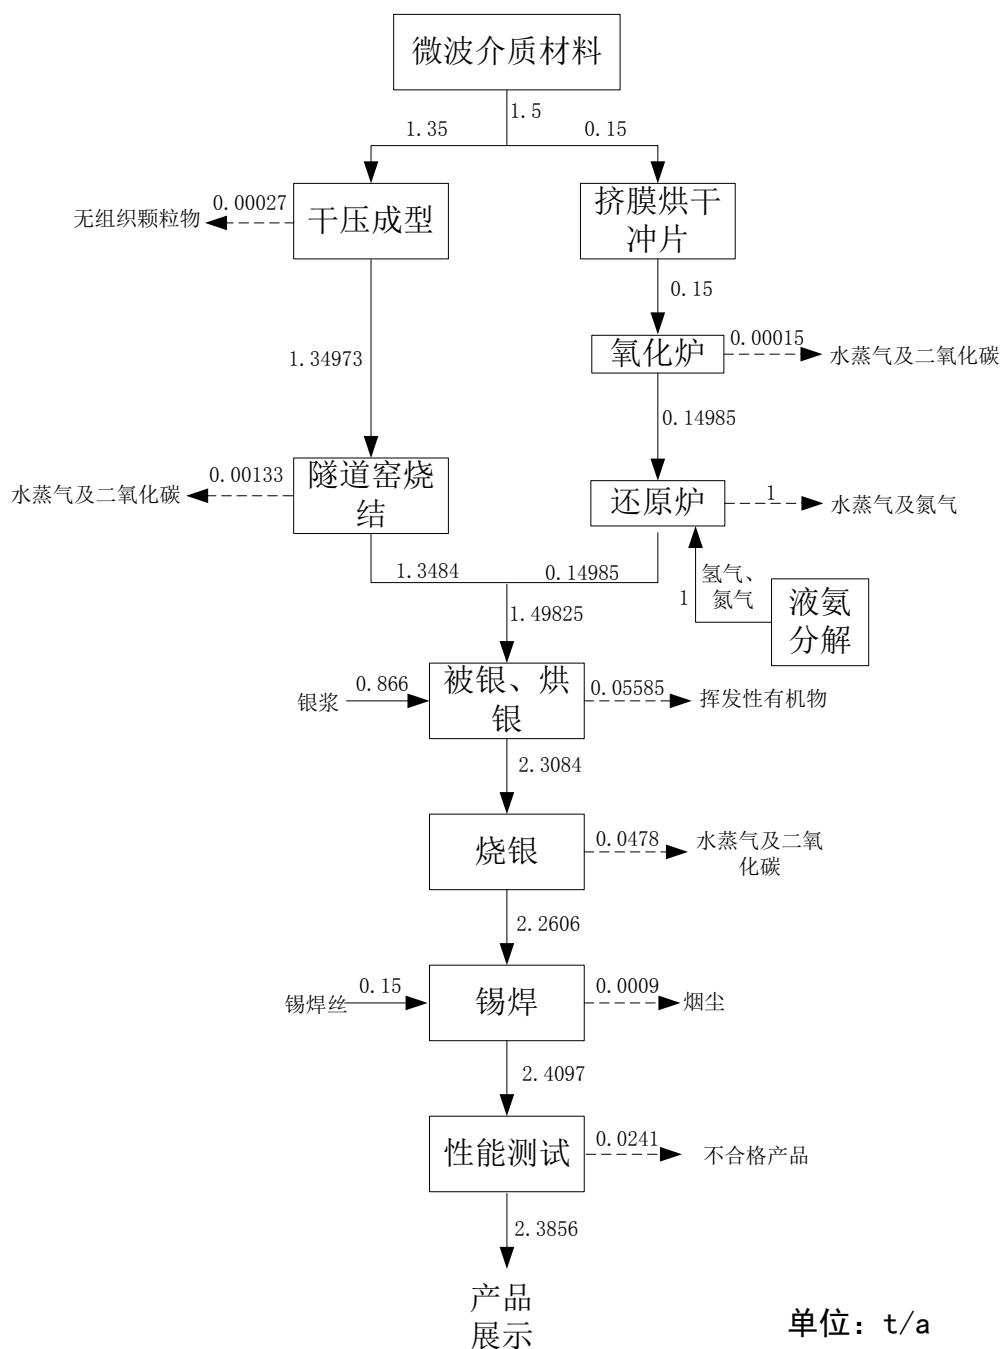 微波介质材料
1.5
1.35
0.15
干压成型
0.00027
无组织颗粒物
挤膜烘干
冲片
0.15
1.34973
氧化炉
0.00015
水蒸气及二氧化碳
0.14985
隧道窑烧
结
0.00133
水蒸气及二氧化碳
还原炉
1
水蒸气及氮气
1.3484
0.14985
氢气、
氮气
1
液氨
分解
1.49825
银浆
0.866
被银、烘
银
0.05585
挥发性有机物
2.3084
烧银
0.0478
水蒸气及二氧
化碳
2.2606
锡焊丝
0.15
锡焊
0.0009
烟尘
2.4097
性能测试
0.0241
不合格产品
2.3856
产品
展示
单位：t/a